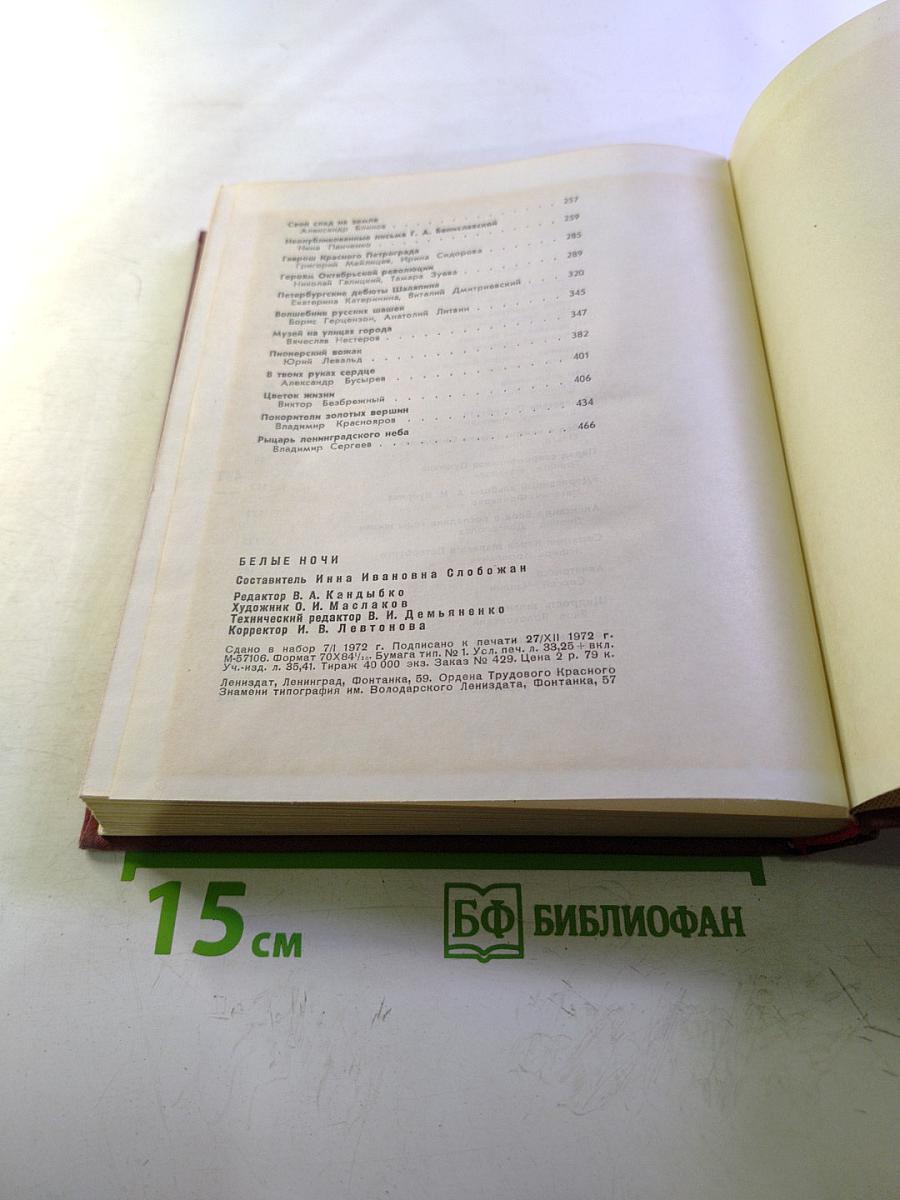 257
Свой след на земле
Александр Блинов
259
Неопубликованные письма Г. А. Бениславской
Нина Панченко
285
Гаврош Красного Петрограда
Григорий Мейлицев, Ирина Сидорова
289
Героям Октябрьской революции
Николай Галицкий, Тамара Зуева
320
Петербургские дебюты Шаляпина
Екатерина Катеринина, Виталий Дмитриевский
345
Волшебник русских шашек
Борис Герцензон, Анатолий Литвин
347
Музей на улицах города
Вячеслав Нестеров
382
Пионерский вожак
Юрий Левальд
401
В твоих руках сердце
Александр Бусырев
406
Цветок жизни
Виктор Безбрежный
434
Покорители золотых вершин
Владимир Краснояров
466
Рыцарь ленинградского неба
Владимир Сергеев
БЕЛЫЕ НОЧИ
Составитель Инна Ивановна Слобожан
Редактор В. А. Кандыбко
Художник О. И. Маслаков
Технический редактор В. И. Демьяненко
Корректор И. В. Левтонова
Сдано в набор 7/I 1972 г. Подписано к печати 27/XII 1972 г.
М-57106. Формат 70Х84¹/₁₆. Бумага тип. № 1. Усл. печ. л. 33,25 + вкл.
Уч.-изд. л. 35,41. Тираж 40 000 экз. Заказ № 429. Цена 2 р. 79 к.
Лениздат, Ленинград, Фонтанка, 59. Ордена Трудового Красного
Знамени типография им. Володарского Лениздата, Фонтанка, 57
15 см
БФ БИБЛИОФАН